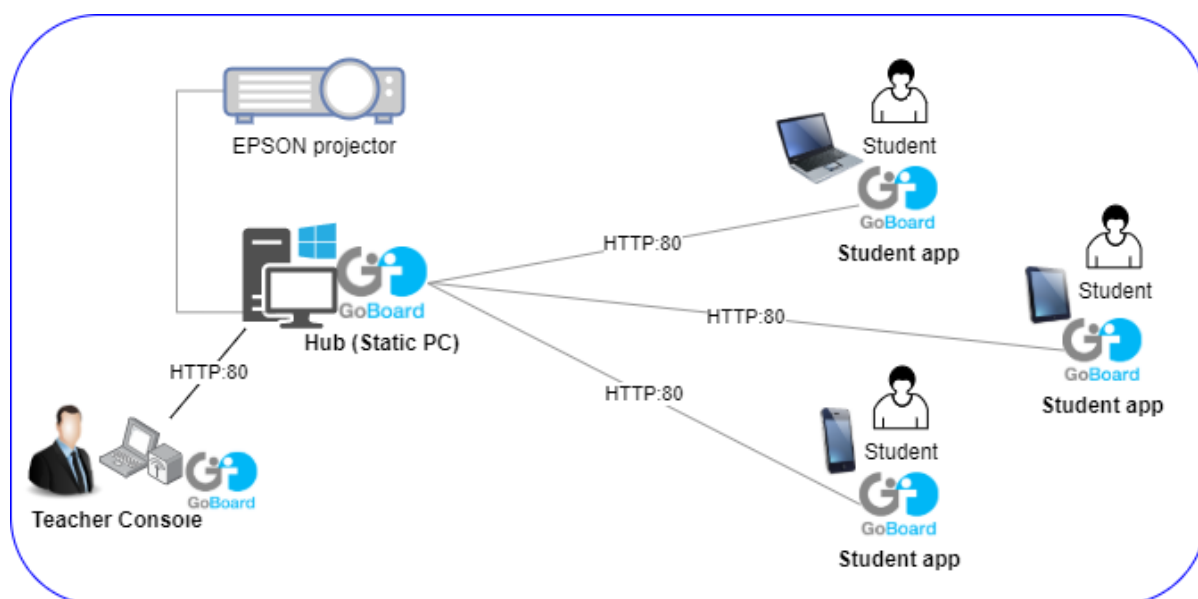 EPSON projector
Student
GoBoard
Student app
HTTP:80
Student
GoBoard
Student app
HTTP:80
GoBoard
Hub (Static PC)
HTTP:80
HTTP:80
Student
GoBoard
Student app
GoBoard
Teacher Console